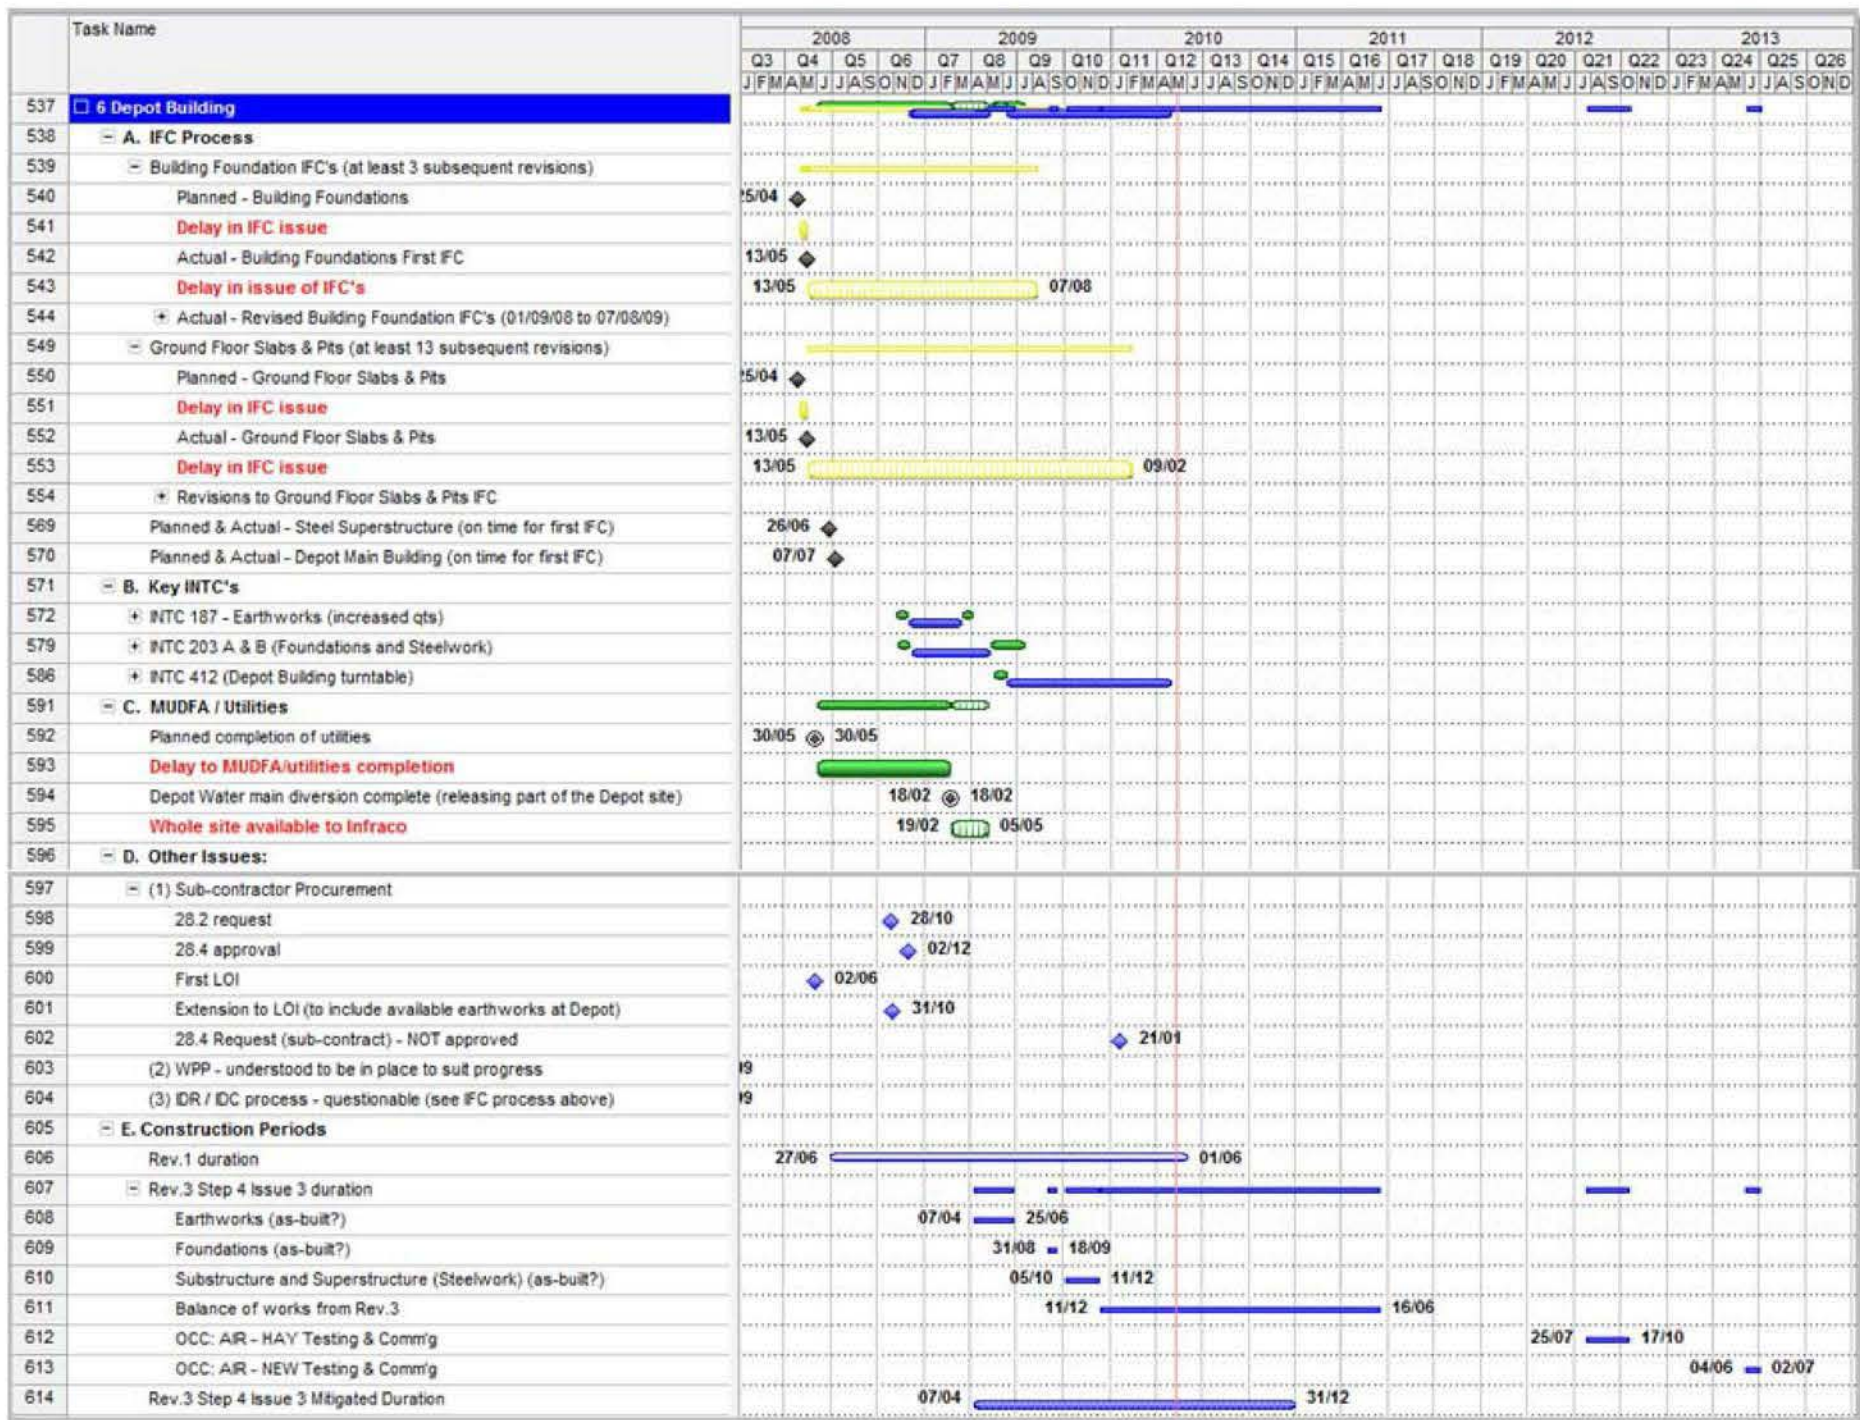 Task Name
2008 2009 2010 2011 2012 2013
Q3 Q4 Q5 Q6 Q7 Q8 Q9 Q10 Q11 Q12 Q13 Q14 Q15 Q16 Q17 Q18 Q19 Q20 Q21 Q22 Q23 Q24 Q25 Q26
J F M A M J J A S O N D J F M A M J J A S O N D J F M A M J J A S O N D J F M A M J J A S O N D J F M A M J J A S O N D J F M A M J J A S O N D
537 6 Depot Building
538 A. IFC Process
539 Building Foundation IFC's (at least 3 subsequent revisions)
540 Planned - Building Foundations 25/04
541 Delay in IFC issue
542 Actual - Building Foundations First IFC 13/05
543 Delay in issue of IFC's 13/05 07/08
544 Actual - Revised Building Foundation IFC's (01/09/08 to 07/08/09)
549 Ground Floor Slabs & Pits (at least 13 subsequent revisions)
550 Planned - Ground Floor Slabs & Pits 25/04
551 Delay in IFC issue
552 Actual - Ground Floor Slabs & Pits 13/05
553 Delay in IFC issue 13/05 09/02
554 Revisions to Ground Floor Slabs & Pits IFC
569 Planned & Actual - Steel Superstructure (on time for first IFC) 26/06
570 Planned & Actual - Depot Main Building (on time for first IFC) 07/07
571 B. Key INTC's
572 INTC 187 - Earthworks (increased qts)
579 INTC 203 A & B (Foundations and Steelwork)
586 INTC 412 (Depot Building turntable)
591 C. MUDFA / Utilities
592 Planned completion of utilities 30/05 30/05
593 Delay to MUDFA/utilities completion
594 Depot Water main diversion complete (releasing part of the Depot site) 18/02 18/02
595 Whole site available to Infraco 19/02 05/05
596 D. Other Issues:
597 (1) Sub-contractor Procurement
598 28.2 request 28/10
599 28.4 approval 02/12
600 First LOI 02/06
601 Extension to LOI (to include available earthworks at Depot) 31/10
602 28.4 Request (sub-contract) - NOT approved 21/01
603 (2) WPP - understood to be in place to suit progress
604 (3) IDR / IDC process - questionable (see IFC process above)
605 E. Construction Periods
606 Rev.1 duration 27/06 01/06
607 Rev.3 Step 4 Issue 3 duration
608 Earthworks (as-built?) 07/04 25/06
609 Foundations (as-built?) 31/08 18/09
610 Substructure and Superstructure (Steelwork) (as-built?) 05/10 11/12
611 Balance of works from Rev.3 11/12 16/06
612 OCC: AIR - HAY Testing & Comm'g 25/07 17/10
613 OCC: AIR - NEW Testing & Comm'g 04/06 02/07
614 Rev.3 Step 4 Issue 3 Mitigated Duration 07/04 31/12